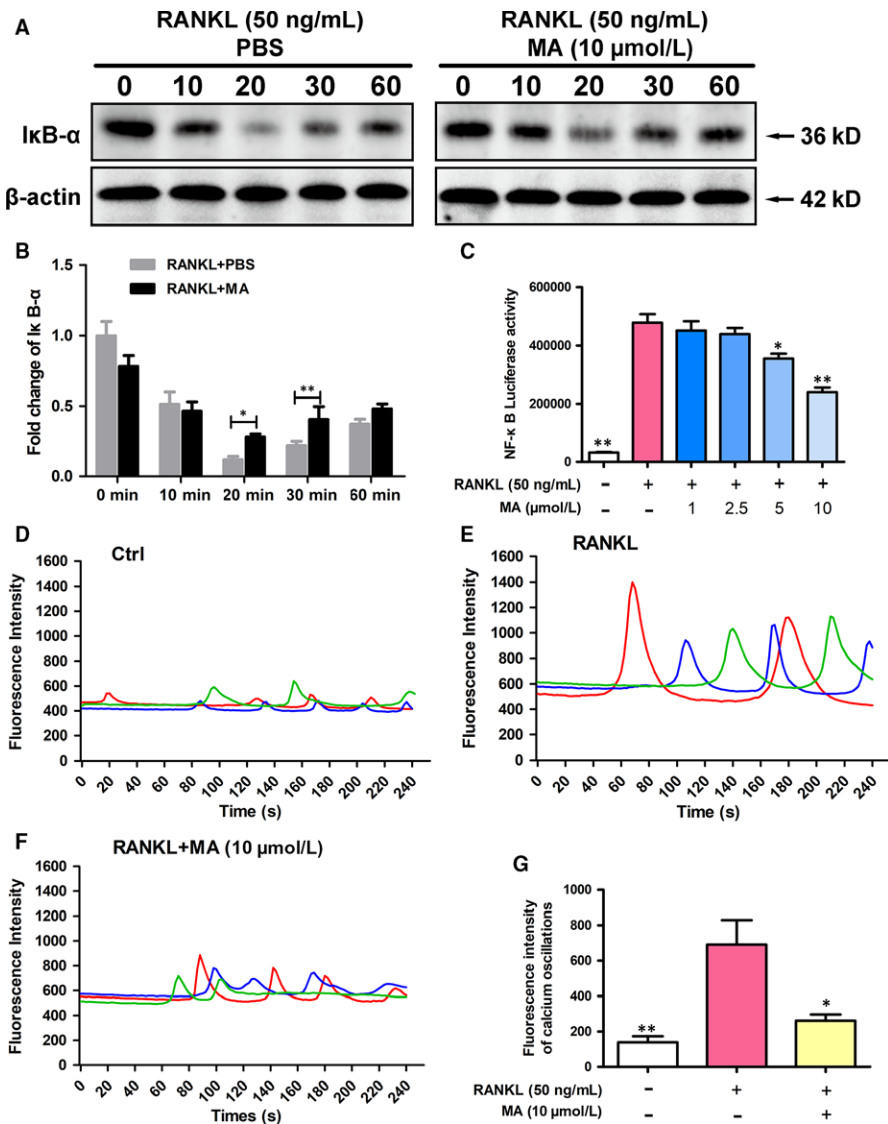 A
RANKL (50 ng/mL) RANKL (50 ng/mL)
PBS MA (10 μmol/L)
0 10 20 30 60 0 10 20 30 60
IκB-α 36 kD
β-actin 42 kD
B
Fold change of Iκ B-α
1.5
1.0
0.5
0.0
RANKL+PBS
RANKL+MA
* **
0 min 10 min 20 min 30 min 60 min
C
NF-κ B Luciferase activity
600000
400000
200000
0
** * **
RANKL (50 ng/mL) - + + + + +
MA (μmol/L) - - 1 2.5 5 10
D
Ctrl
Fluorescence Intensity
1600
1400
1200
1000
800
600
400
200
0
0 20 40 60 80 100 120 140 160 180 200 220 240
Time (s)
E
RANKL
Fluorescence Intensity
1600
1400
1200
1000
800
600
400
200
0
0 20 40 60 80 100 120 140 160 180 200 220 240
Time (s)
F
RANKL+MA (10 μmol/L)
Fluorescence Intensity
1600
1400
1200
1000
800
600
400
200
0
0 20 40 60 80 100 120 140 160 180 200 220 240
Times (s)
G
Fluorescence intensity
of calcium oscillations
1000
800
600
400
200
0
** *
RANKL (50 ng/mL) - + +
MA (10 μmol/L) - - +